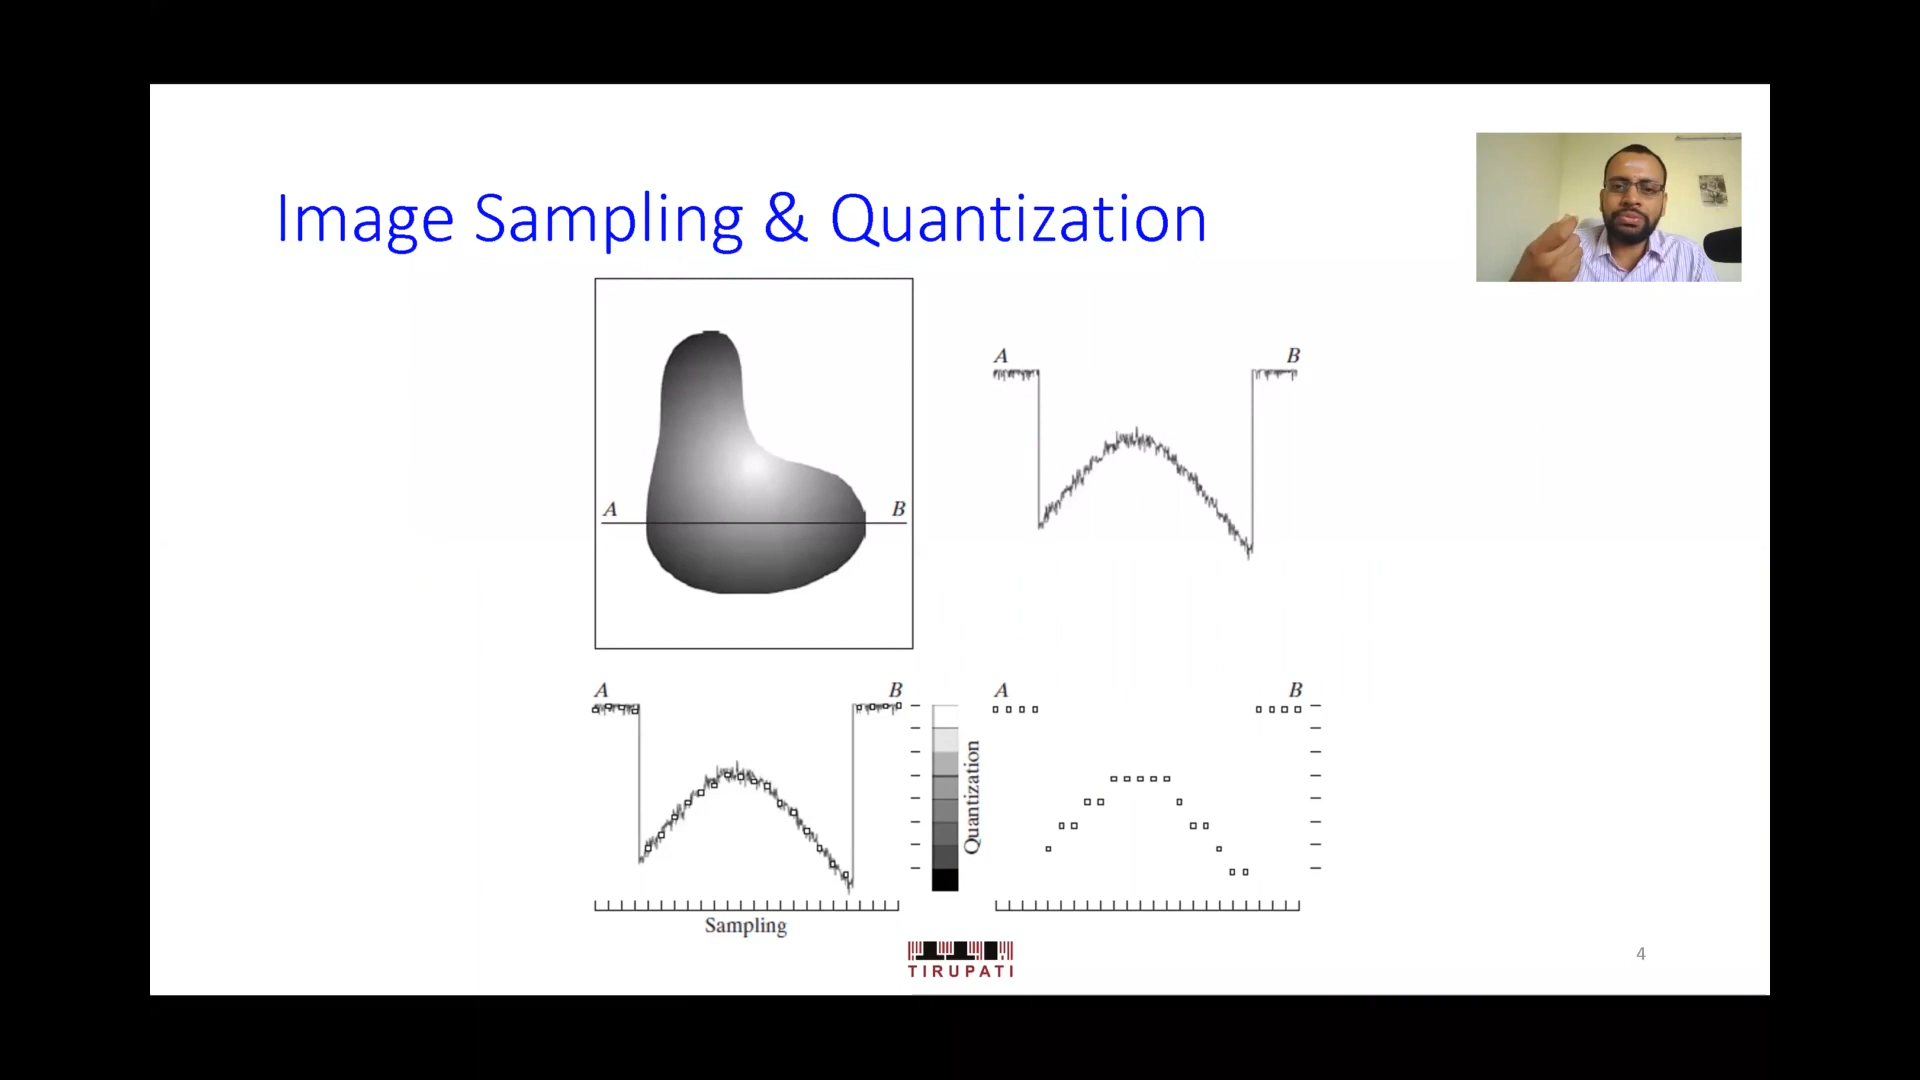 Image Sampling & Quantization
A B
A B
A B
Quantization
A B
Sampling
TIRUPATI
4